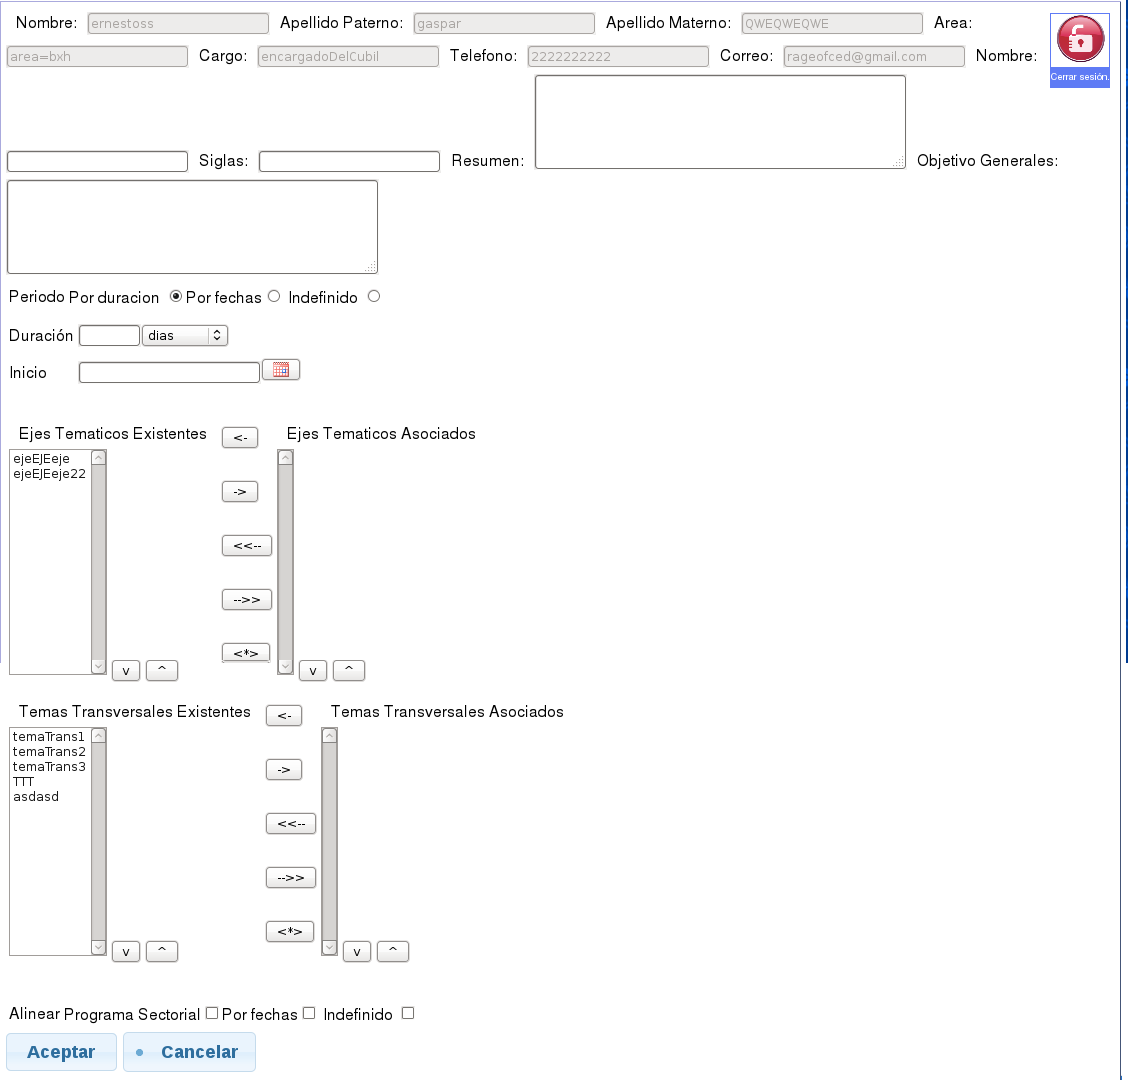 Nombre: ernestoss Apellido Paterno: gaspar Apellido Materno: QWEQWEQWE Area:
area=bxh Cargo: encargadoDelCubil Telefono: 2222222222 Correo: rageofced@gmail.com Nombre:
Cerrar sesión.
Siglas: Resumen: Objetivo Generales:
Periodo Por duracion Por fechas Indefinido
Duración dias
Inicio
Ejes Tematicos Existentes <- Ejes Tematicos Asociados
ejeEJEeje
ejeEJEeje22
->
<<--
-->>
<*>
v ^ v ^
Temas Transversales Existentes <- Temas Transversales Asociados
temaTrans1
temaTrans2
temaTrans3
TTT
asdasd
->
<<--
-->>
<*>
v ^ v ^
Alinear Programa Sectorial Por fechas Indefinido
Aceptar Cancelar